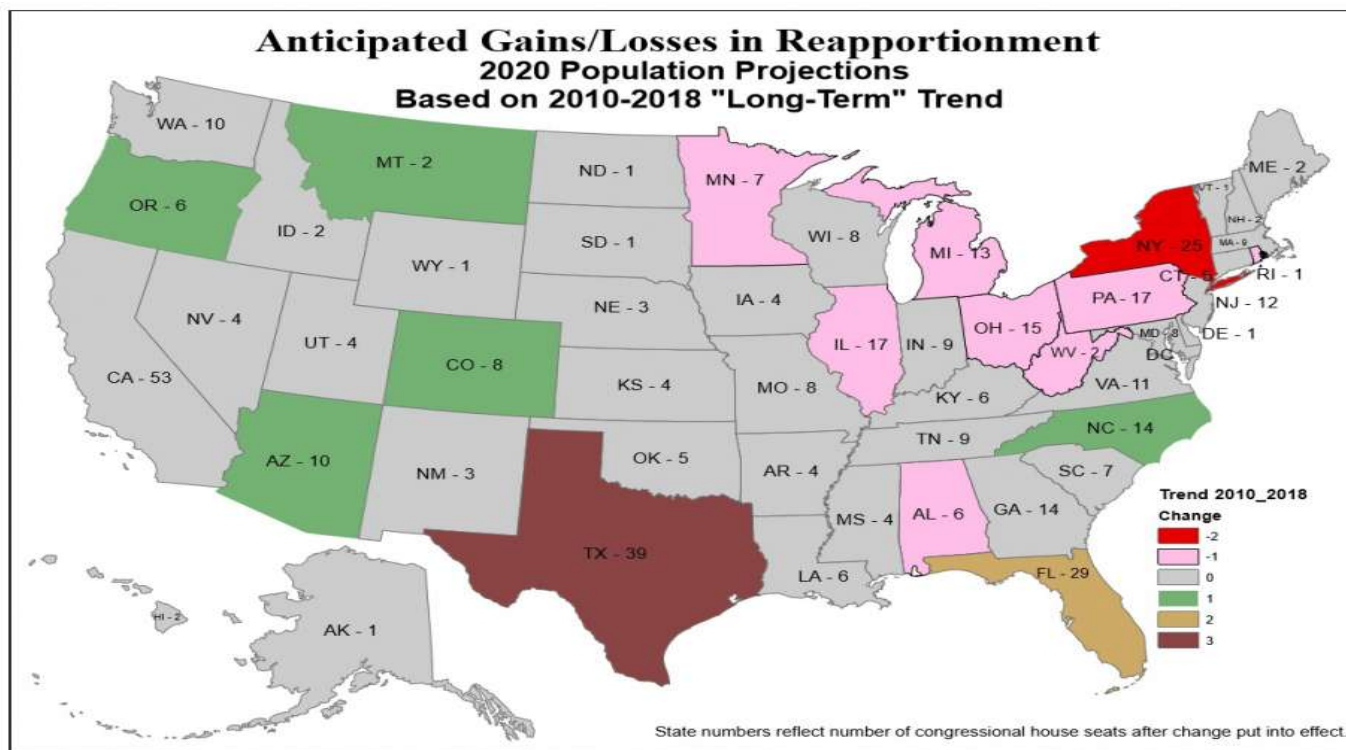 Anticipated Gains/Losses in Reapportionment
2020 Population Projections
Based on 2010-2018 "Long-Term" Trend
WA - 10
MT - 2
ND - 1
MN - 7
ME - 2
VT - 1
OR - 6
ID - 2
SD - 1
WI - 8
NH - 2
MA - 9
NY - 25
MI - 13
WY - 1
CT - 5
RI - 1
NE - 3
IA - 4
PA - 17
NJ - 12
NV - 4
UT - 4
CO - 8
IL - 17
IN - 9
OH - 15
MD - 8
DE - 1
WV - 2
DC
CA - 53
KS - 4
MO - 8
KY - 6
VA - 11
NC - 14
TN - 9
AZ - 10
NM - 3
OK - 5
AR - 4
SC - 7
MS - 4
AL - 6
GA - 14
TX - 39
LA - 6
FL - 29
HI - 2
AK - 1
Trend 2010_2018
Change
-2
-1
0
1
2
3
State numbers reflect number of congressional house seats after change put into effect.